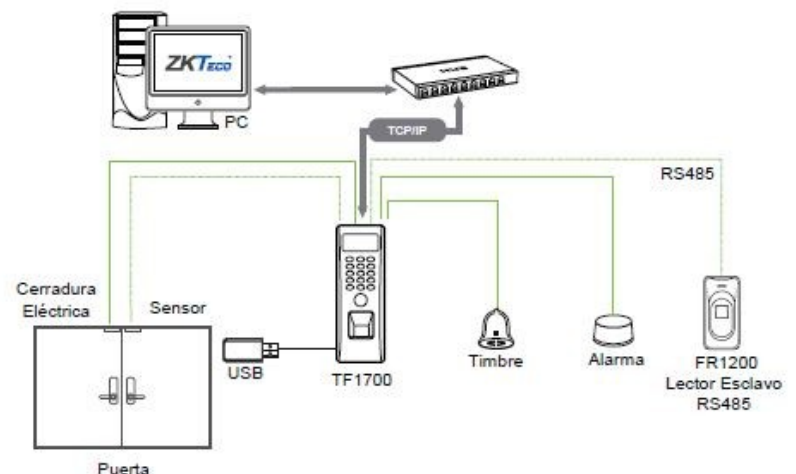 ZKTeco
PC
TCP/IP
RS485
Cerradura
Eléctrica
Sensor
USB
TF1700
Timbre
Alarma
FR1200
Lector Esclavo
RS485
Puerta